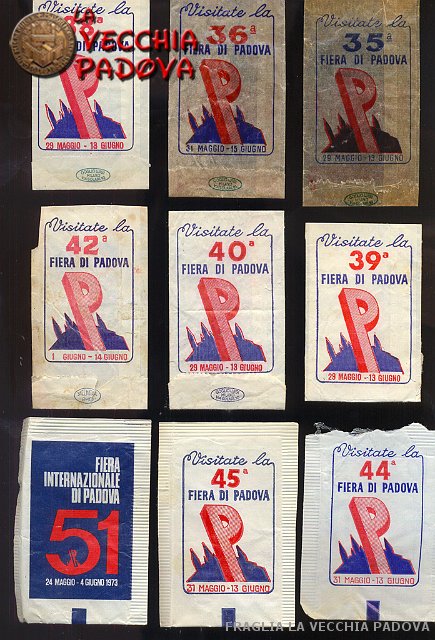 LA
VECCHIA
PADOVA
Visitate la
FIERA DI PADOVA
29 MAGGIO - 13 GIUGNO
Visitate la
36ª
FIERA DI PADOVA
31 MAGGIO - 15 GIUGNO
Visitate la
35ª
FIERA DI PADOVA
29 MAGGIO - 13 GIUGNO
Visitate la
42ª
FIERA DI PADOVA
P
1 GIUGNO - 14 GIUGNO
Visitate la
40ª
FIERA DI PADOVA
P
29 MAGGIO - 13 GIUGNO
Visitate la
39ª
FIERA DI PADOVA
P
29 MAGGIO - 13 GIUGNO
FIERA
INTERNAZIONALE
DI PADOVA
51
24 MAGGIO - 4 GIUGNO 1973
Visitate la
45ª
FIERA DI PADOVA
P
31 MAGGIO - 13 GIUGNO
Visitate la
44ª
FIERA DI PADOVA
P
31 MAGGIO - 13 GIUGNO
FRAGLIA LA VECCHIA PADOVA